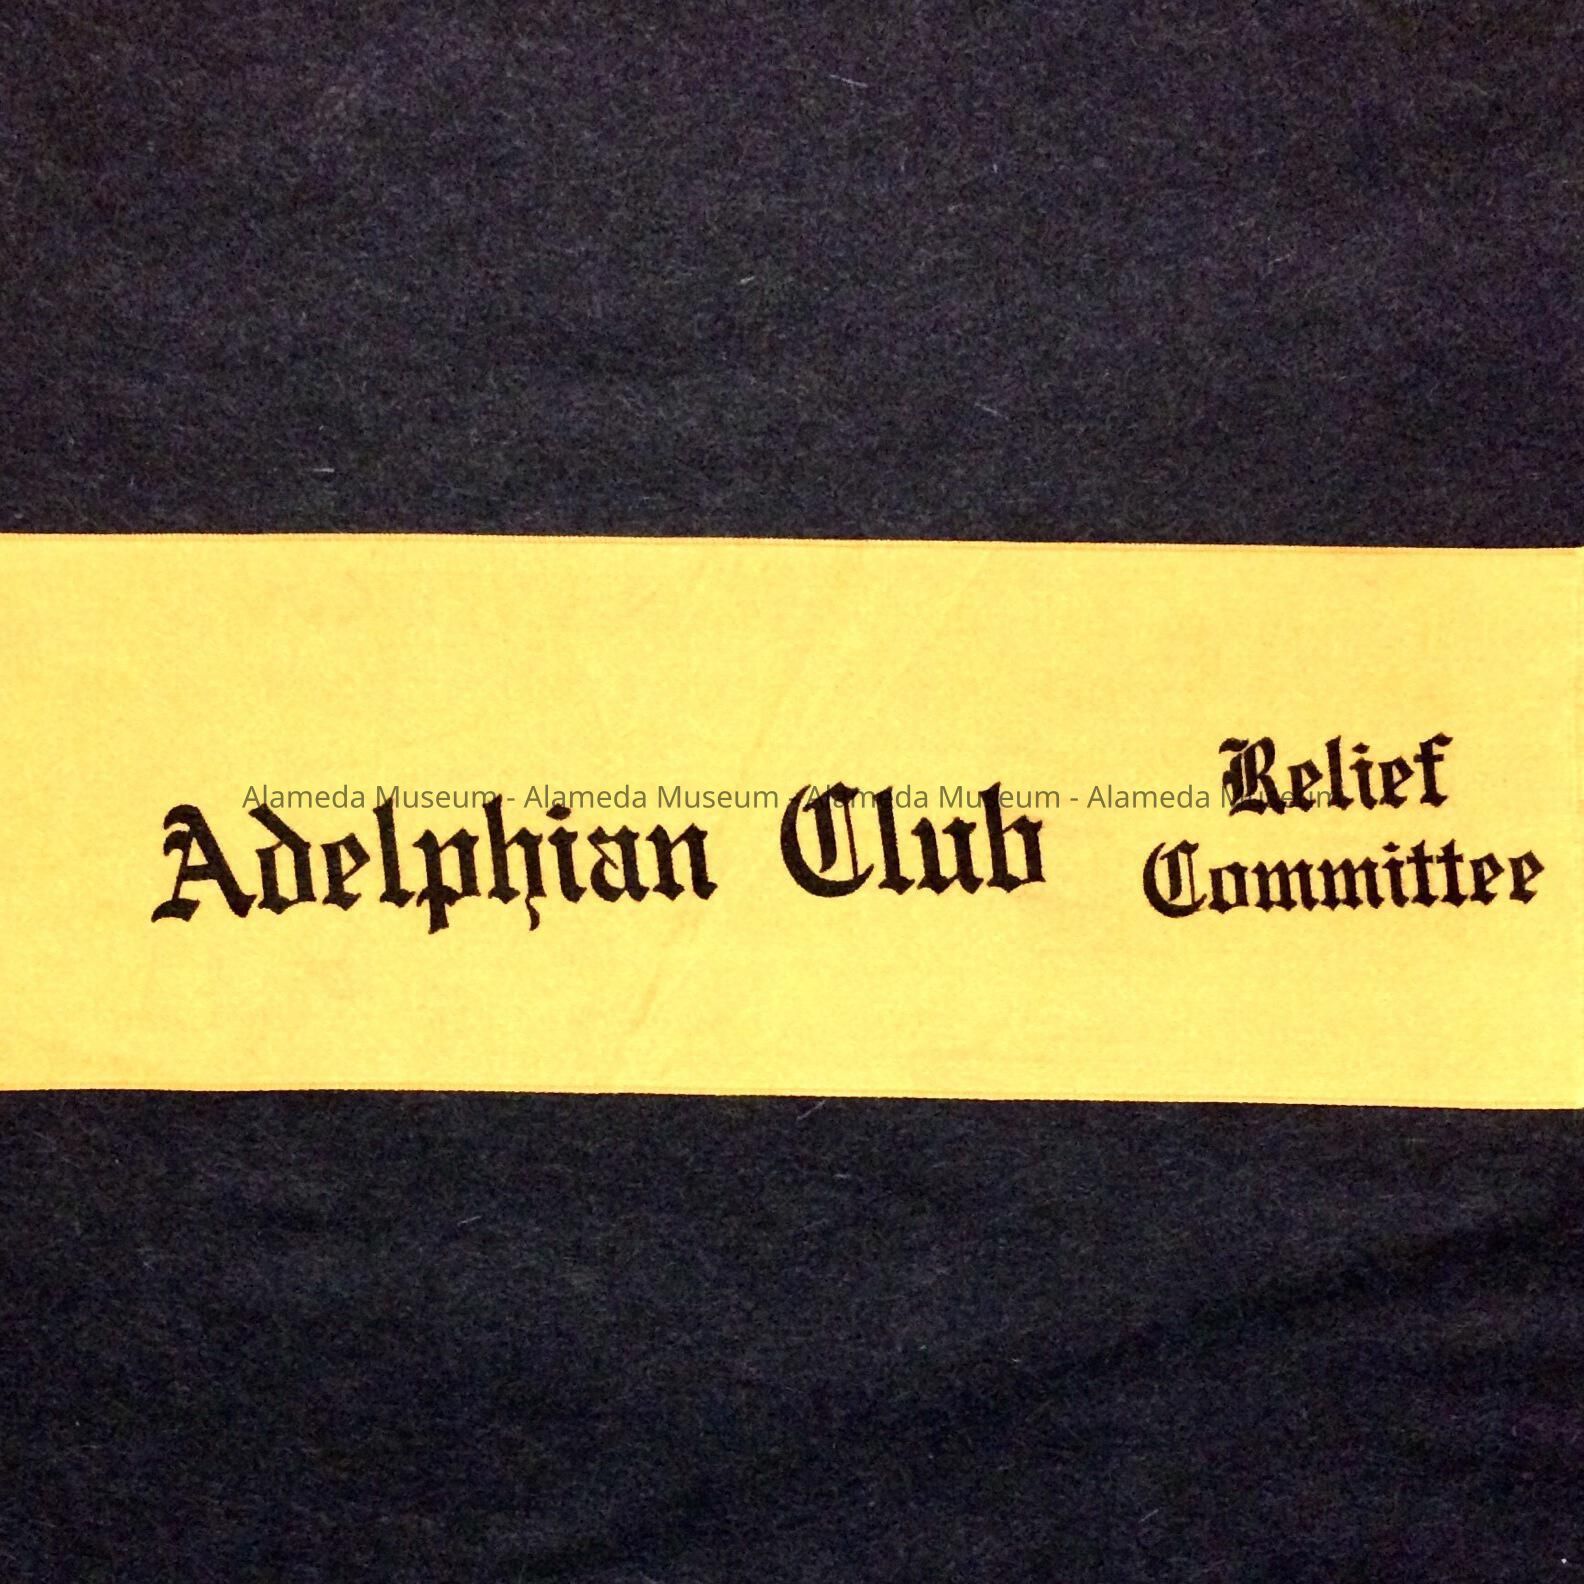 Adelphian Club Relief
Committee
Alameda Museum - Alameda Museum - Alameda Museum - Alameda Museum